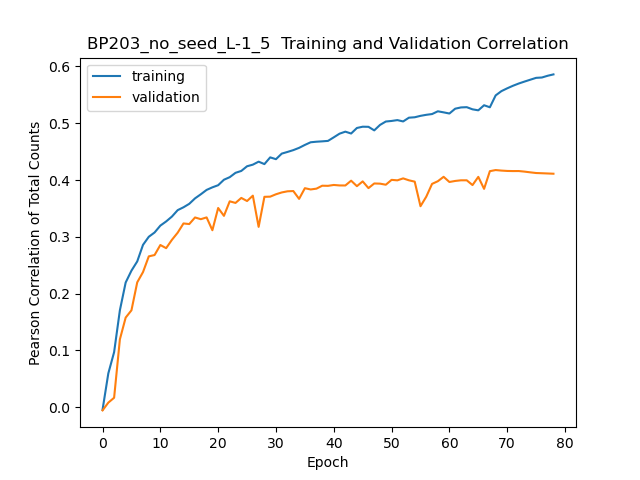 BP203_no_seed_L-1_5  Training and Validation Correlation
training
validation
Pearson Correlation of Total Counts
0.6
0.5
0.4
0.3
0.2
0.1
0.0
0 10 20 30 40 50 60 70 80
Epoch